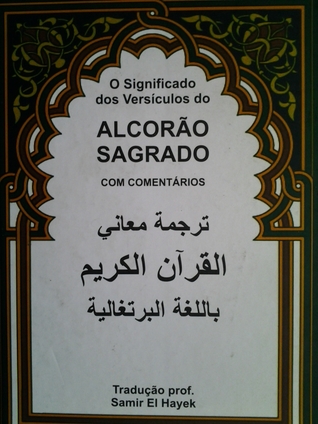 O Significado
dos Versículos do
ALCORÃO
SAGRADO
COM COMENTÁRIOS
ترجمة معاني
القرآن الكريم
باللغة البرتغالية
Tradução prof.
Samir El Hayek